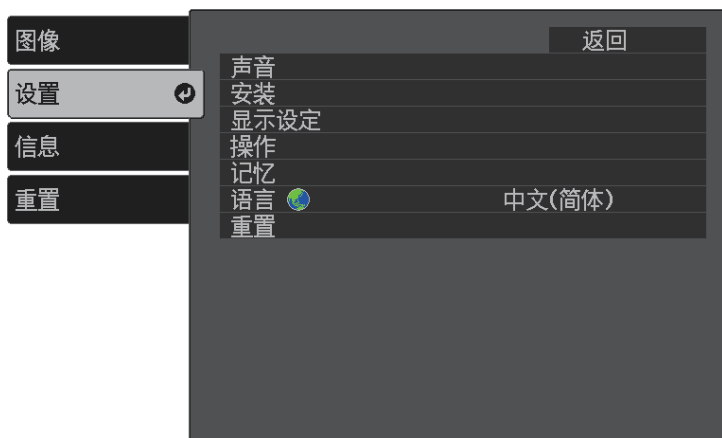 图像
设置
信息
重置
返回
声音
安装
显示设定
操作
记忆
语言 中文(简体)
重置